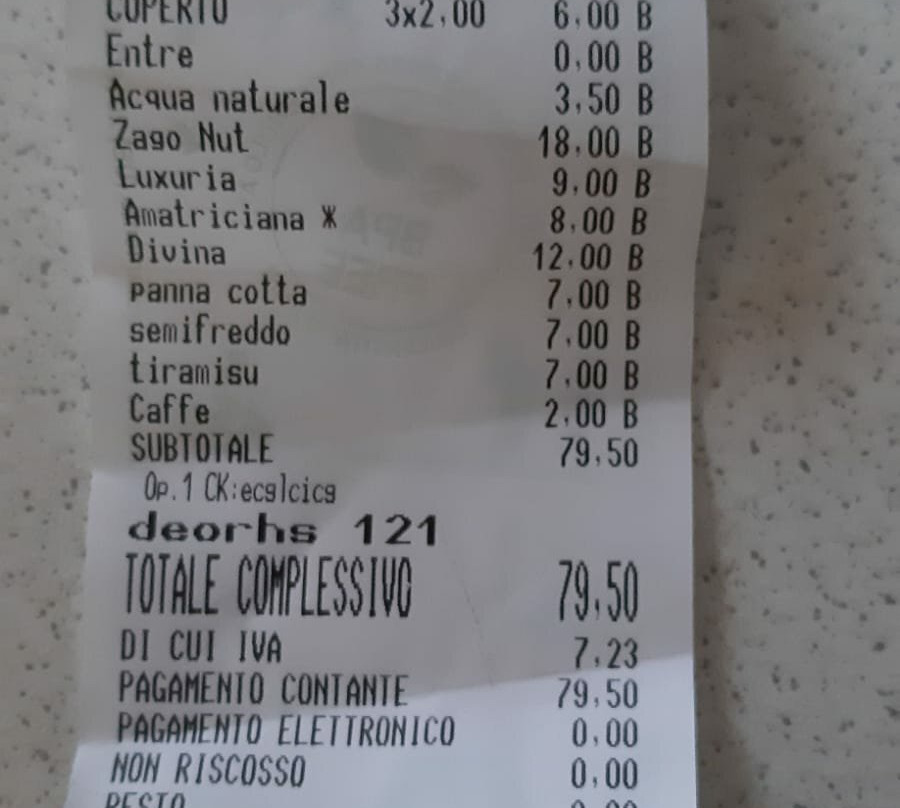 COPERTO 3x2,00 6,00 B
Entre 0,00 B
Acqua naturale 3,50 B
Zago Nut 18,00 B
Luxuria 9,00 B
Amatriciana * 8,00 B
Divina 12,00 B
panna cotta 7,00 B
semifreddo 7,00 B
tiramisu 7,00 B
Caffe 2,00 B
SUBTOTALE 79,50
Op.1 CK:ecglcicg
deorhs 121
TOTALE COMPLESSIVO 79,50
DI CUI IVA 7,23
PAGAMENTO CONTANTE 79,50
PAGAMENTO ELETTRONICO 0,00
NON RISCOSSO 0,00
RESTO 0,00